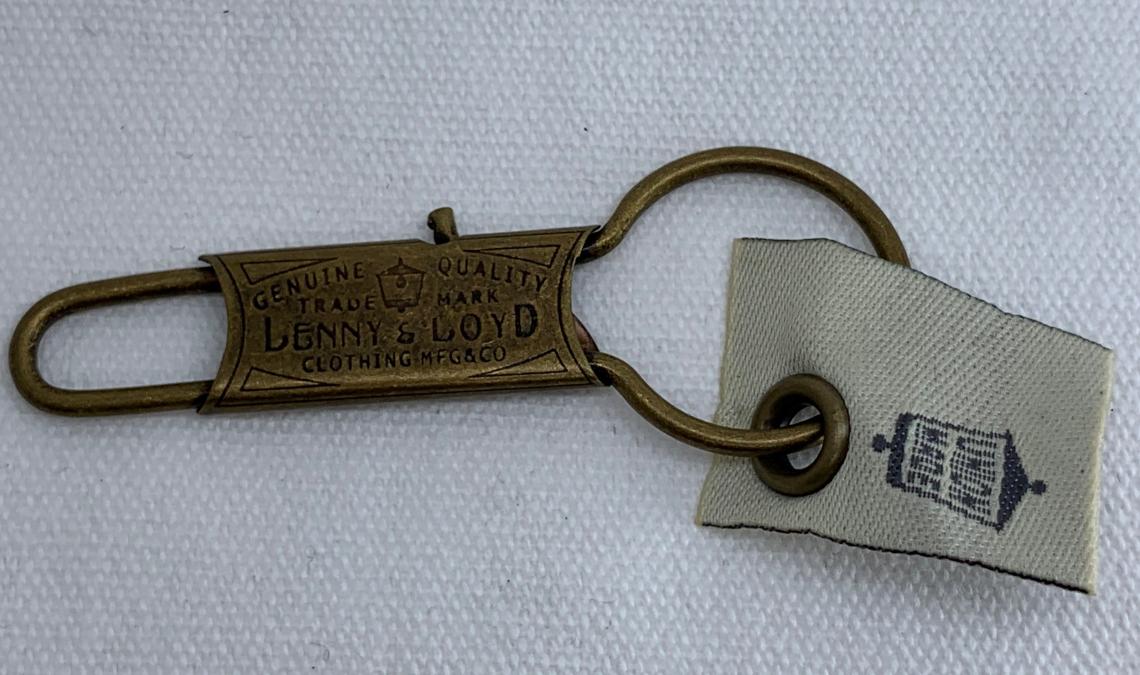 GENUINE QUALITY
TRADE MARK
LENNY & LOYD
CLOTHING MFG&CO